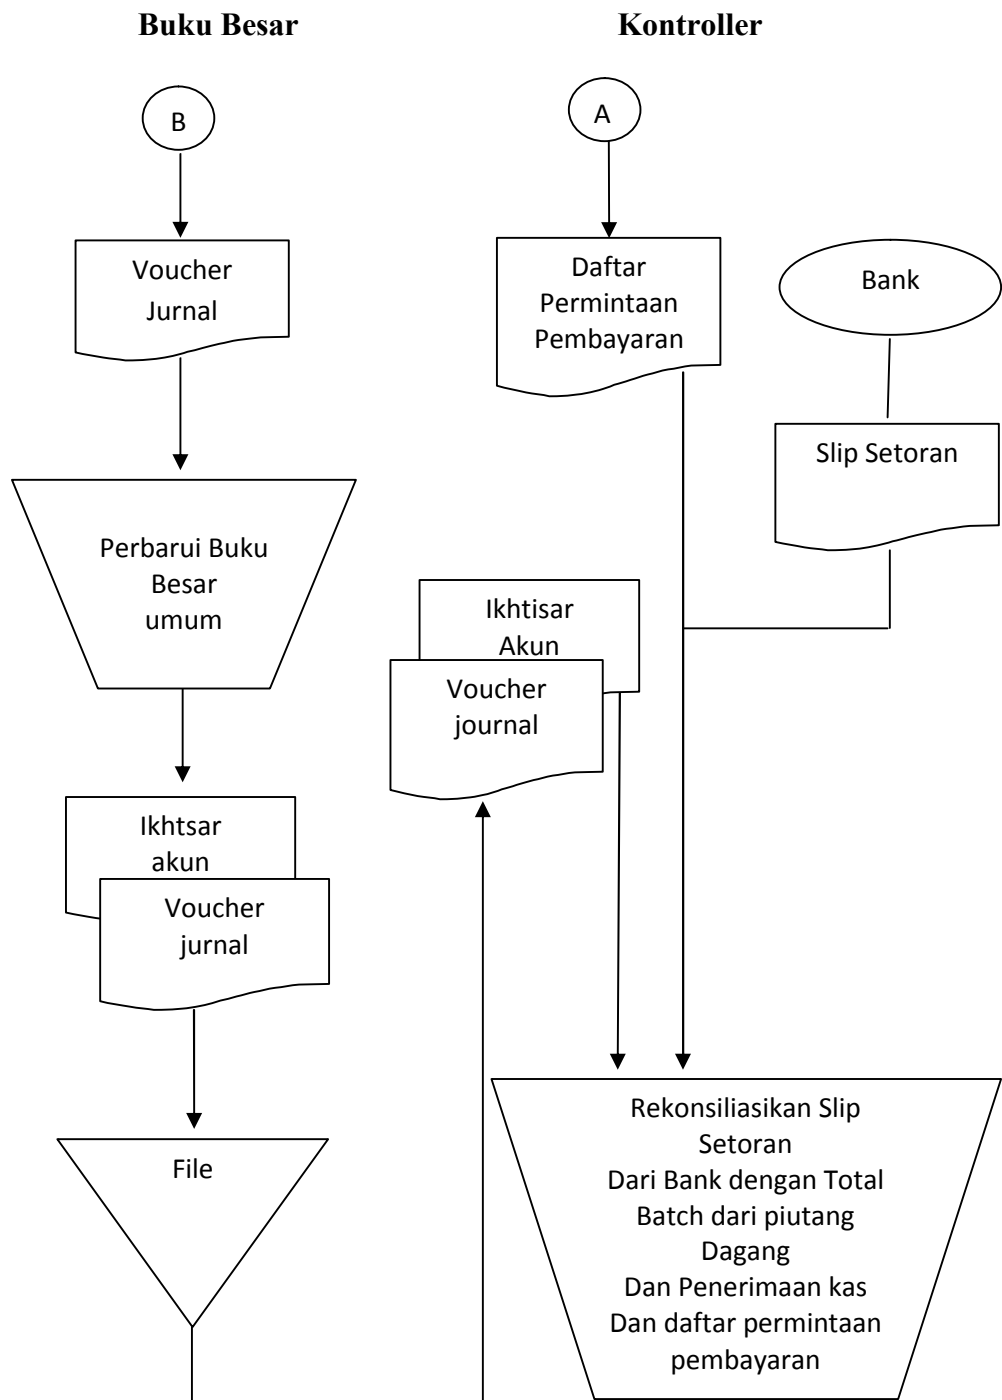 Buku Besar
Kontroller
B
A
Voucher
Jurnal
Daftar
Permintaan
Pembayaran
Bank
Slip Setoran
Perbarui Buku
Besar
umum
Ikhtisar
Akun
Voucher
journal
Ikhtsar
akun
Voucher
jurnal
File
Rekonsiliasikan Slip
Setoran
Dari Bank dengan Total
Batch dari piutang
Dagang
Dan Penerimaan kas
Dan daftar permintaan
pembayaran